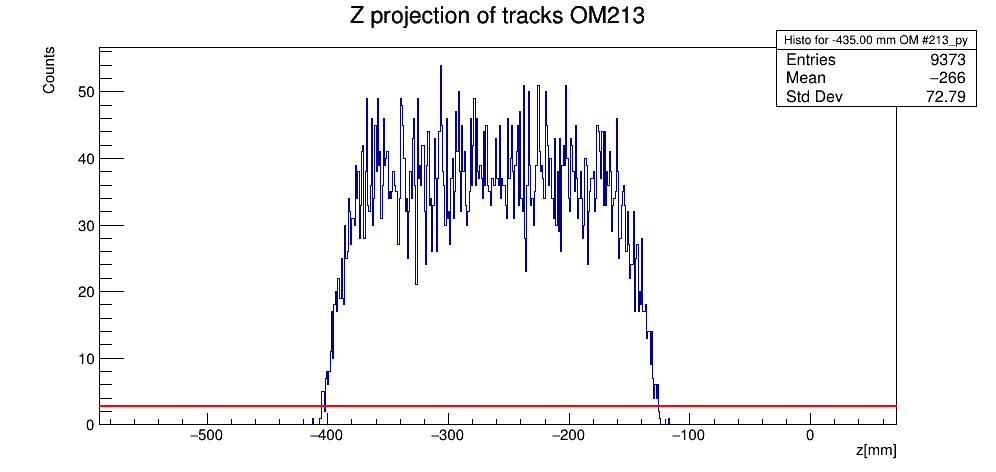 Z projection of tracks OM213
Histo for -435.00 mm OM #213_py
Entries 9373
Mean −266
Std Dev 72.79
Counts
50
40
30
20
10
0
−500 −400 −300 −200 −100 0
z[mm]